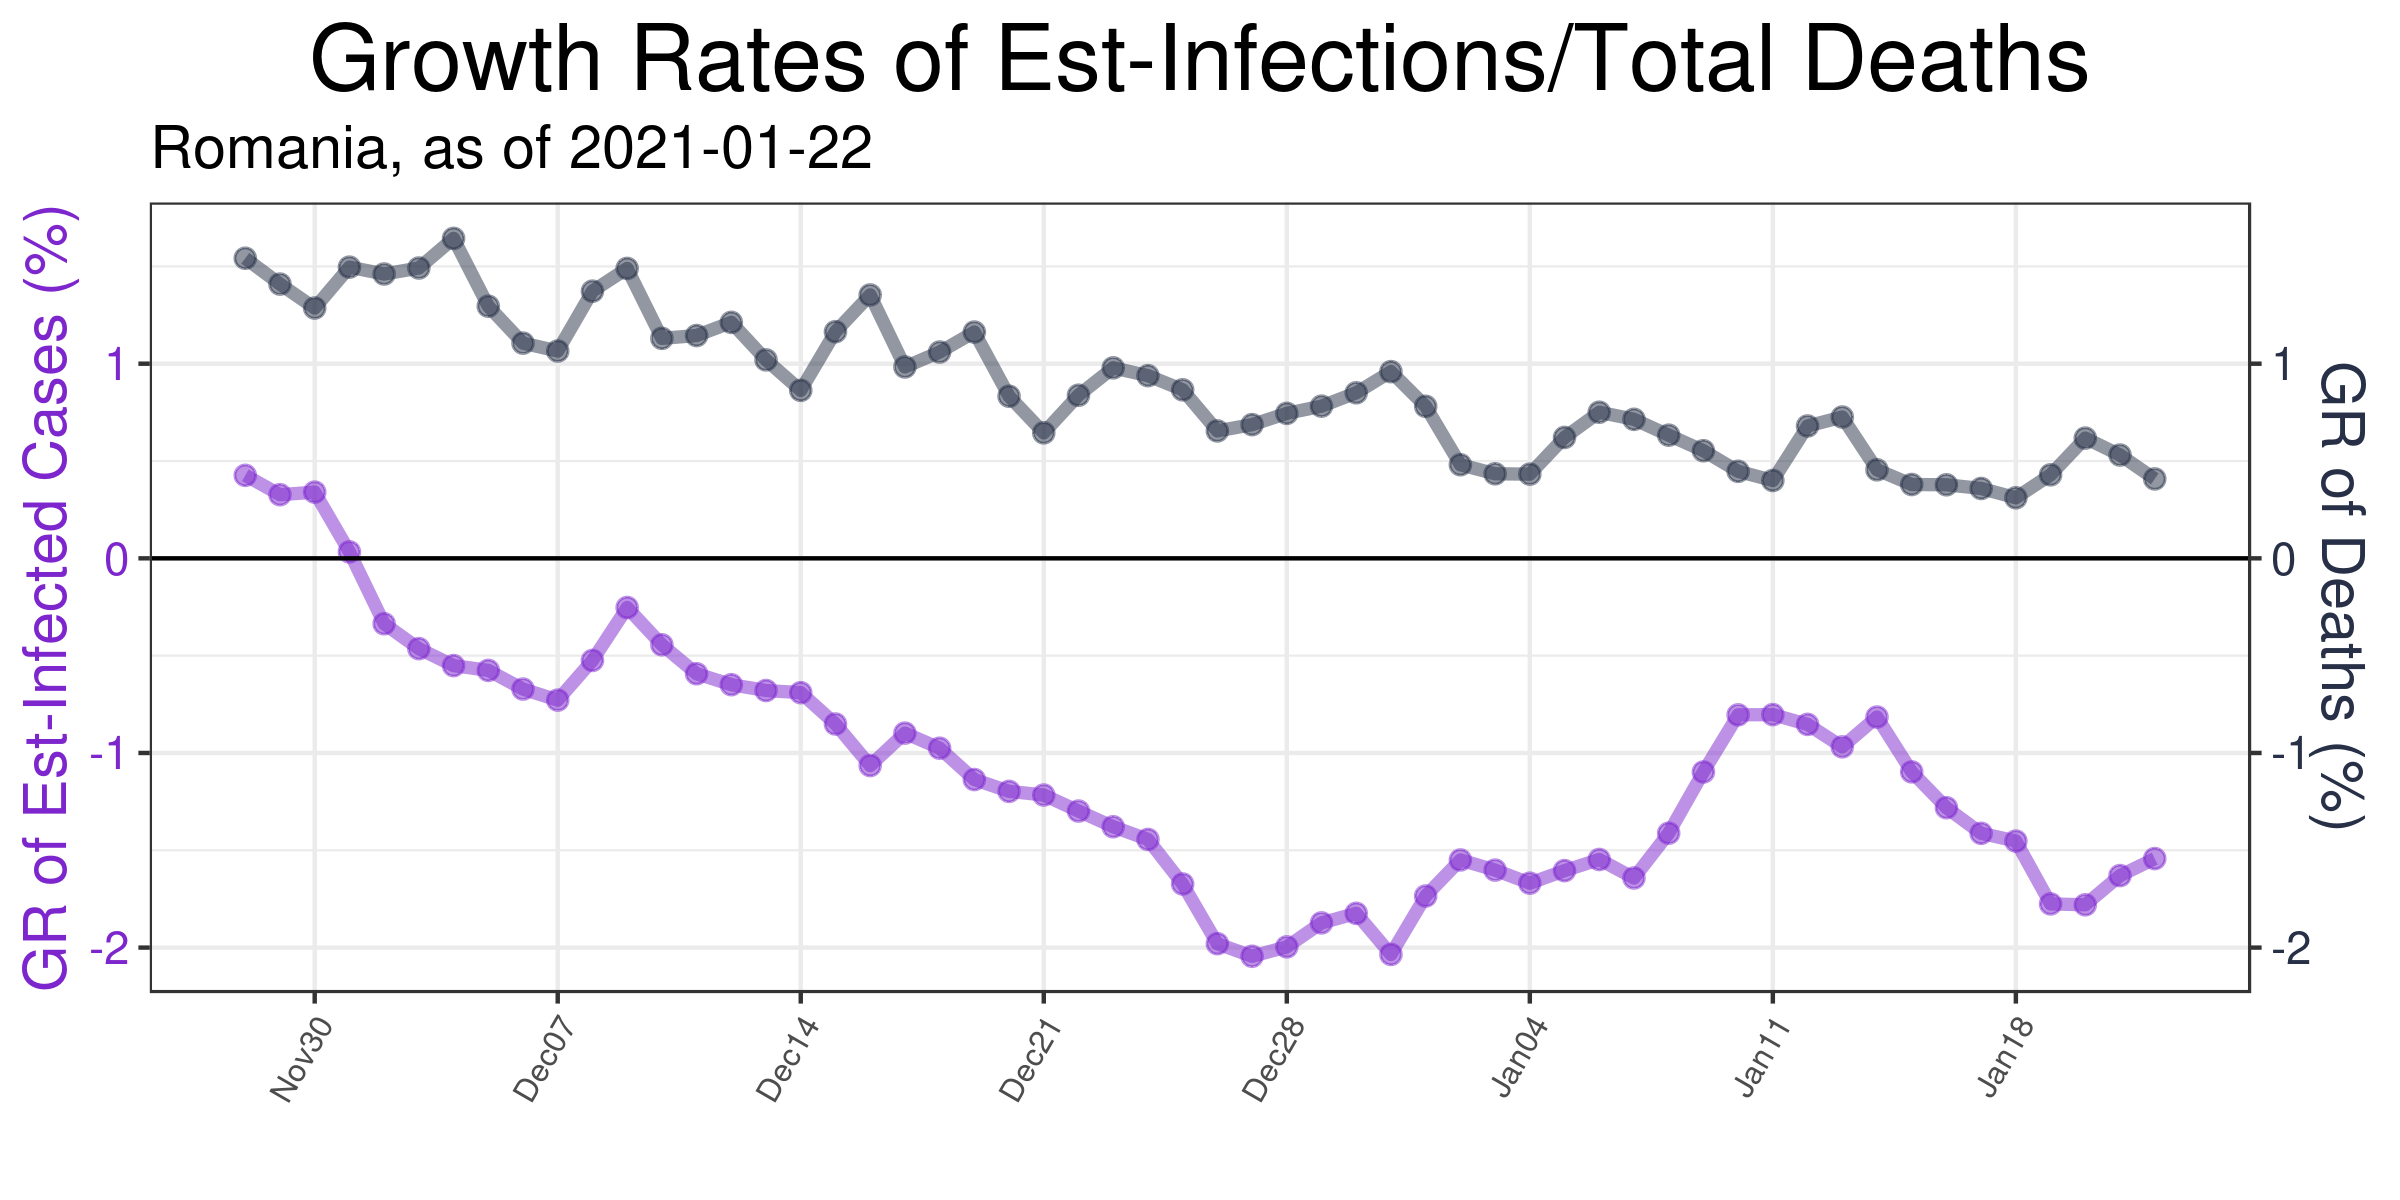 Growth Rates of Est-Infections/Total Deaths
Romania, as of 2021-01-22
GR of Est-Infected Cases (%)
1
0
-1
-2
1
0
-1
-2
GR of Deaths (%)
Nov30
Dec07
Dec14
Dec21
Dec28
Jan04
Jan11
Jan18